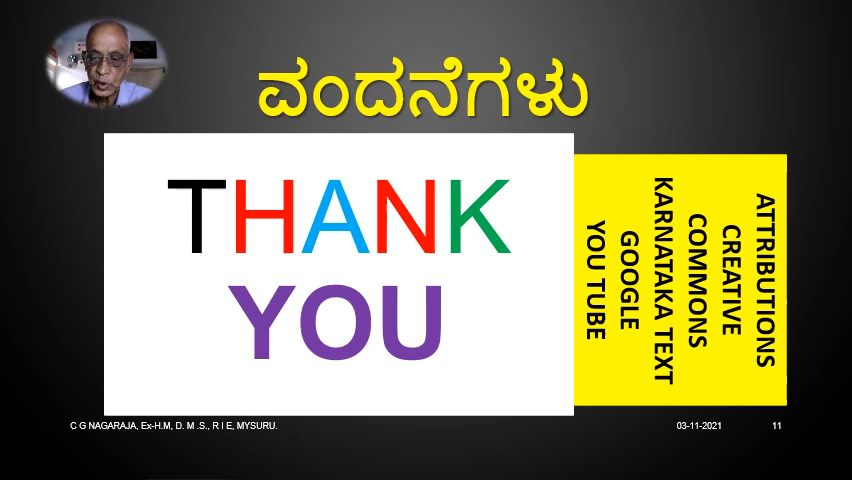 ವಂದನೆಗಳು
THANK
YOU
ATTRIBUTIONS
CREATIVE
COMMONS
KARNATAKA TEXT
GOOGLE
YOU TUBE
C G NAGARAJA, Ex-H.M, D. M .S., R I E, MYSURU.
03-11-2021
11